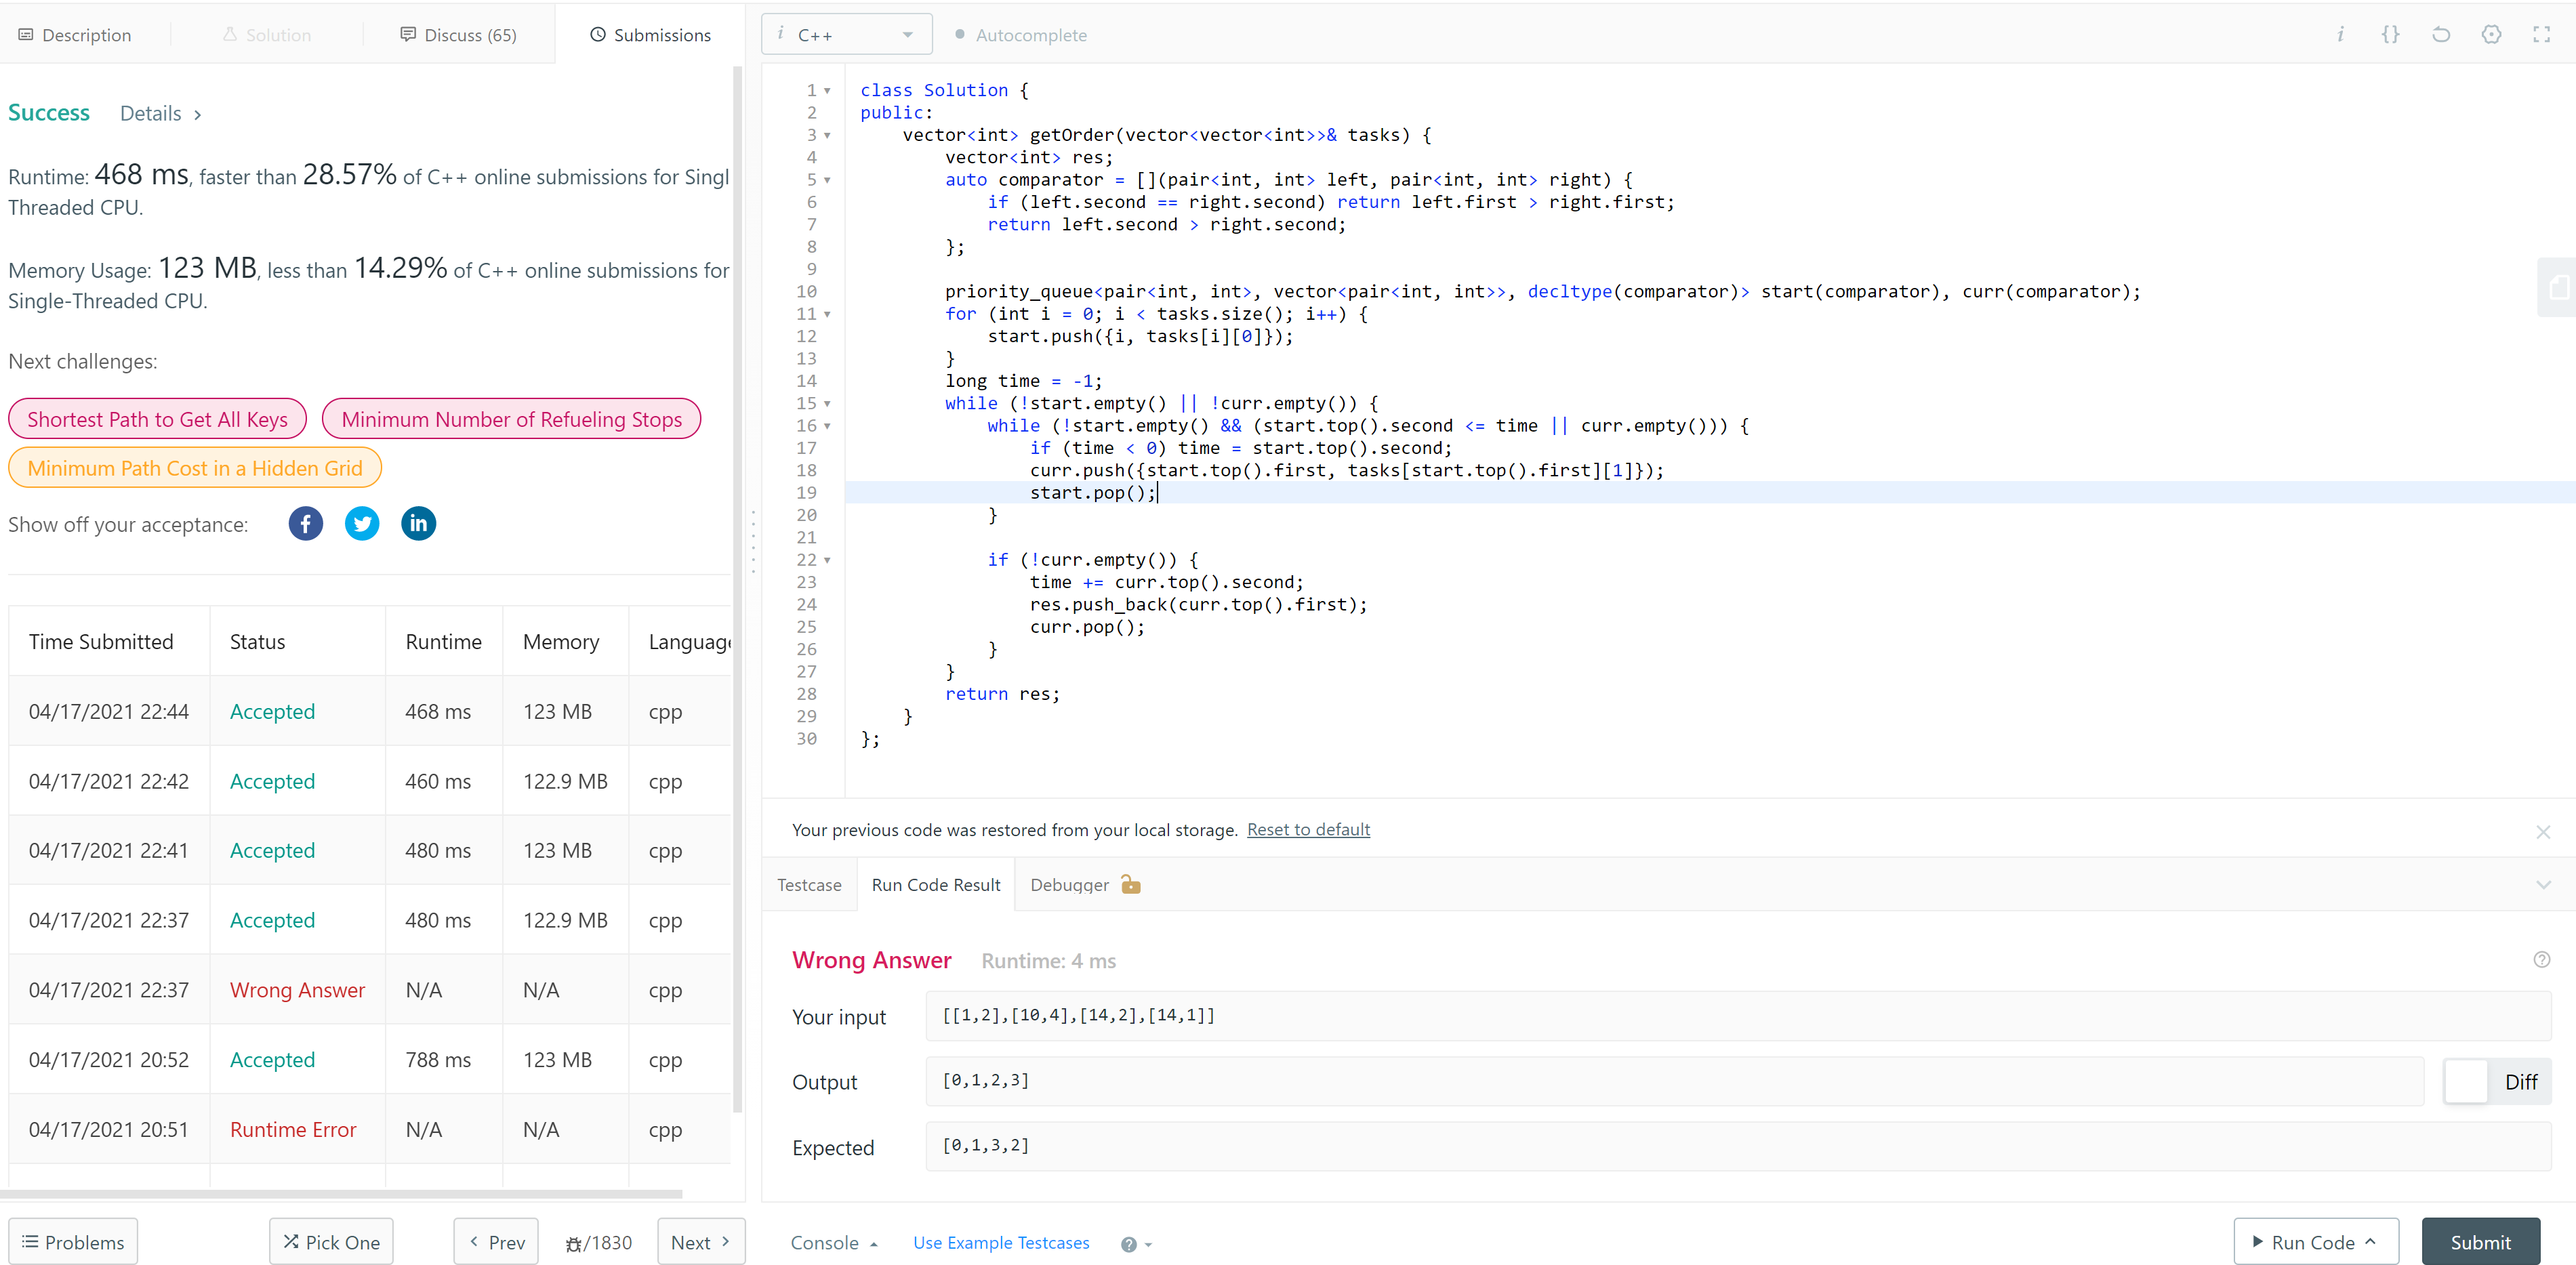 Description
Solution
Discuss (65)
Submissions
Success Details >
Runtime: 468 ms, faster than 28.57% of C++ online submissions for Singl
Threaded CPU.
Memory Usage: 123 MB, less than 14.29% of C++ online submissions for
Single-Threaded CPU.
Next challenges:
Shortest Path to Get All Keys
Minimum Number of Refueling Stops
Minimum Path Cost in a Hidden Grid
Show off your acceptance:
Time Submitted Status Runtime Memory Language
04/17/2021 22:44 Accepted 468 ms 123 MB cpp
04/17/2021 22:42 Accepted 460 ms 122.9 MB cpp
04/17/2021 22:41 Accepted 480 ms 123 MB cpp
04/17/2021 22:37 Accepted 480 ms 122.9 MB cpp
04/17/2021 22:37 Wrong Answer N/A N/A cpp
04/17/2021 20:52 Accepted 788 ms 123 MB cpp
04/17/2021 20:51 Runtime Error N/A N/A cpp
Problems
Pick One
< Prev
/1830
Next >
i C++
Autocomplete
i {}
1 class Solution {
2 public:
3 vector<int> getOrder(vector<vector<int>>& tasks) {
4 vector<int> res;
5 auto comparator = [](pair<int, int> left, pair<int, int> right) {
6 if (left.second == right.second) return left.first > right.first;
7 return left.second > right.second;
8 };
9
10 priority_queue<pair<int, int>, vector<pair<int, int>>, decltype(comparator)> start(comparator), curr(comparator);
11 for (int i = 0; i < tasks.size(); i++) {
12 start.push({i, tasks[i][0]});
13 }
14 long time = -1;
15 while (!start.empty() || !curr.empty()) {
16 while (!start.empty() && (start.top().second <= time || curr.empty())) {
17 if (time < 0) time = start.top().second;
18 curr.push({start.top().first, tasks[start.top().first][1]});
19 start.pop();
20 }
21
22 if (!curr.empty()) {
23 time += curr.top().second;
24 res.push_back(curr.top().first);
25 curr.pop();
26 }
27 }
28 return res;
29 }
30 };
Your previous code was restored from your local storage. Reset to default
Testcase
Run Code Result
Debugger
Wrong Answer Runtime: 4 ms
Your input [[1,2],[10,4],[14,2],[14,1]]
Output [0,1,2,3]
Diff
Expected [0,1,3,2]
Console
Use Example Testcases
Run Code
Submit